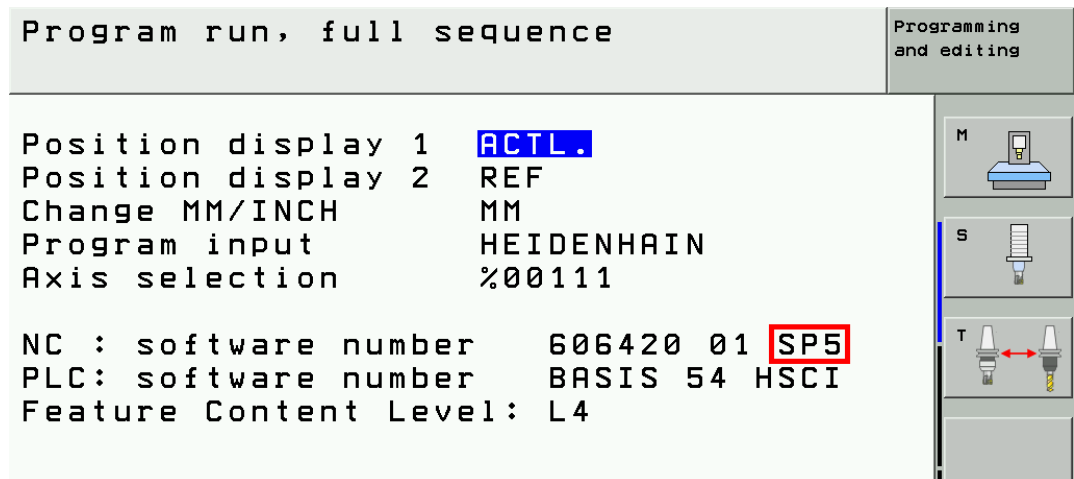 Program run, full sequence
Programming
and editing
Position display 1 ACTL.
Position display 2 REF
Change MM/INCH MM
Program input HEIDENHAIN
Axis selection %00111
NC : software number 606420 01 SP5
PLC: software number BASIS 54 HSCI
Feature Content Level: L4
M
S
T